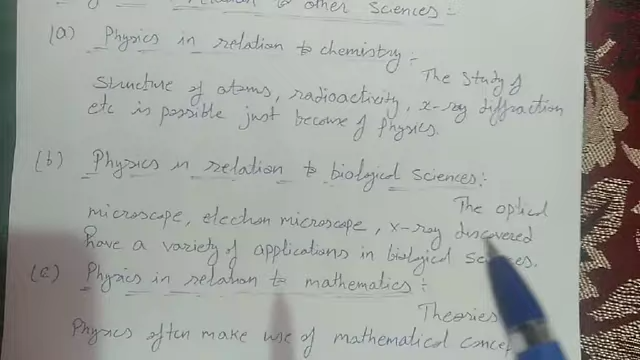 relation to other Sciences:-
(a) Physics in relation to chemistry:-
The study of
structure of atoms, radioactivity, x-ray diffraction
etc is possible just because of physics.
(b) Physics in relation to biological sciences:-
The optical
microscope, electron microscope, x-ray discovered
have a variety of applications in biological sciences.
(c) Physics in relation to mathematics:-
Theories
Physics often make use of mathematical